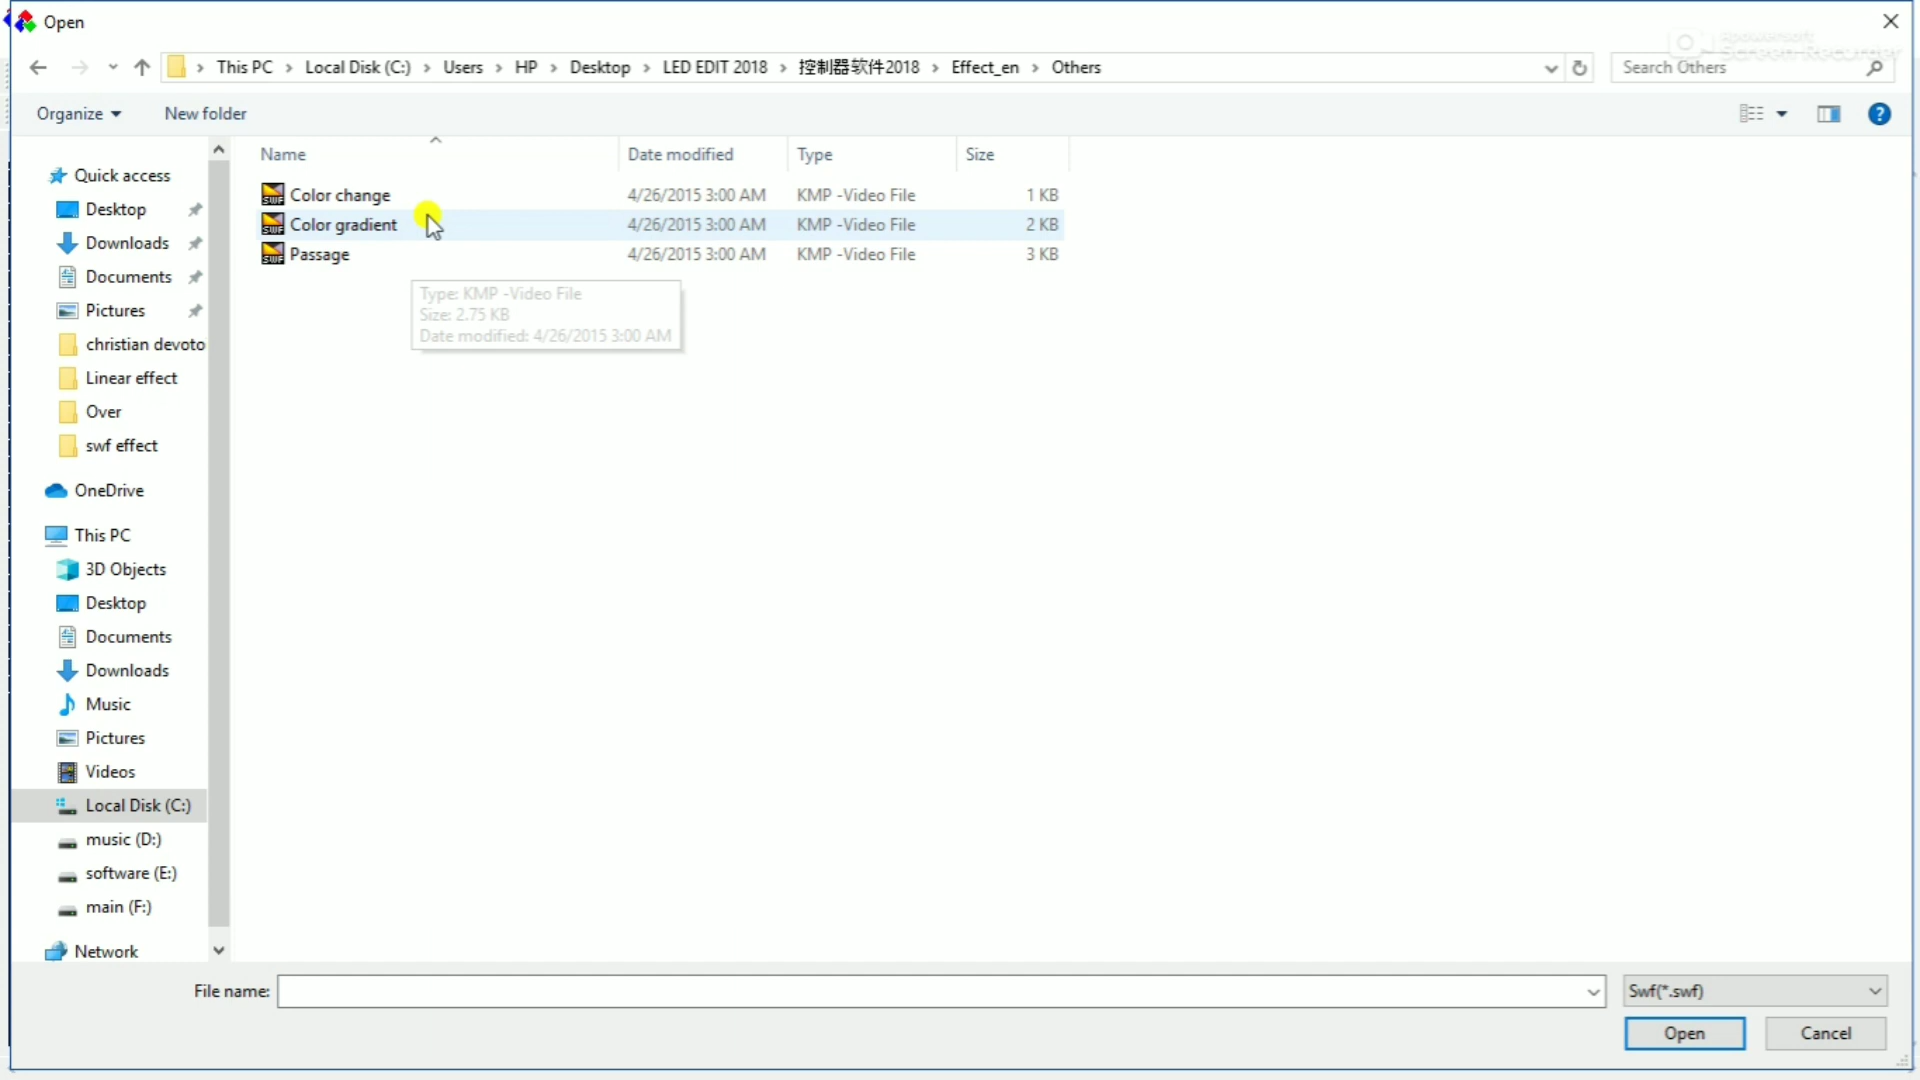 Open
Apowersoft
Screen Recorder
This PC > Local Disk (C:) > Users > HP > Desktop > LED EDIT 2018 > 控制器软件2018 > Effect_en > Others
Search Others
Organize
New folder
Name
Date modified
Type
Size
Color change 4/26/2015 3:00 AM KMP -Video File 1 KB
Color gradient 4/26/2015 3:00 AM KMP -Video File 2 KB
Passage 4/26/2015 3:00 AM KMP -Video File 3 KB
Type: KMP -Video File
Size: 2.75 KB
Date modified: 4/26/2015 3:00 AM
Quick access
Desktop
Downloads
Documents
Pictures
christian devoto
Linear effect
Over
swf effect
OneDrive
This PC
3D Objects
Desktop
Documents
Downloads
Music
Pictures
Videos
Local Disk (C:)
music (D:)
software (E:)
main (F:)
Network
File name:
Swf(*.swf)
Open
Cancel